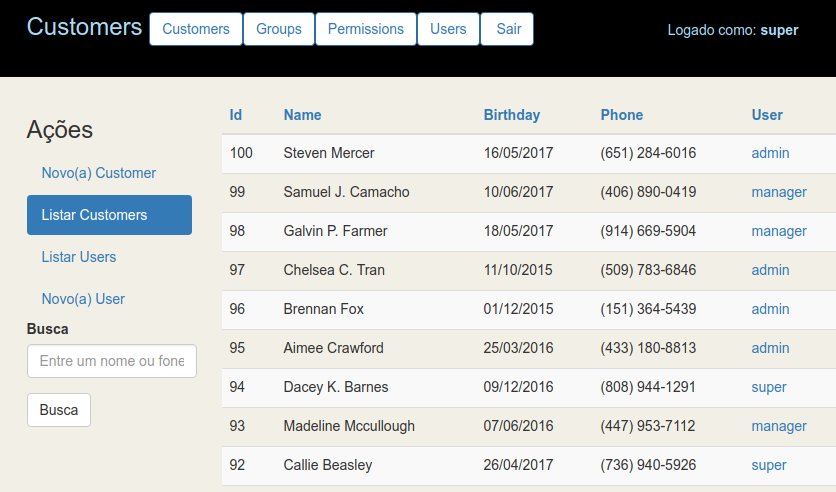 Customers Customers Groups Permissions Users Sair Logado como: super
Ações
Novo(a) Customer
Listar Customers
Listar Users
Novo(a) User
Busca
Entre um nome ou fone
Busca
Id Name Birthday Phone User
100 Steven Mercer 16/05/2017 (651) 284-6016 admin
99 Samuel J. Camacho 10/06/2017 (406) 890-0419 manager
98 Galvin P. Farmer 18/05/2017 (914) 669-5904 manager
97 Chelsea C. Tran 11/10/2015 (509) 783-6846 admin
96 Brennan Fox 01/12/2015 (151) 364-5439 admin
95 Aimee Crawford 25/03/2016 (433) 180-8813 admin
94 Dacey K. Barnes 09/12/2016 (808) 944-1291 super
93 Madeline Mccullough 07/06/2016 (447) 953-7112 manager
92 Callie Beasley 26/04/2017 (736) 940-5926 super